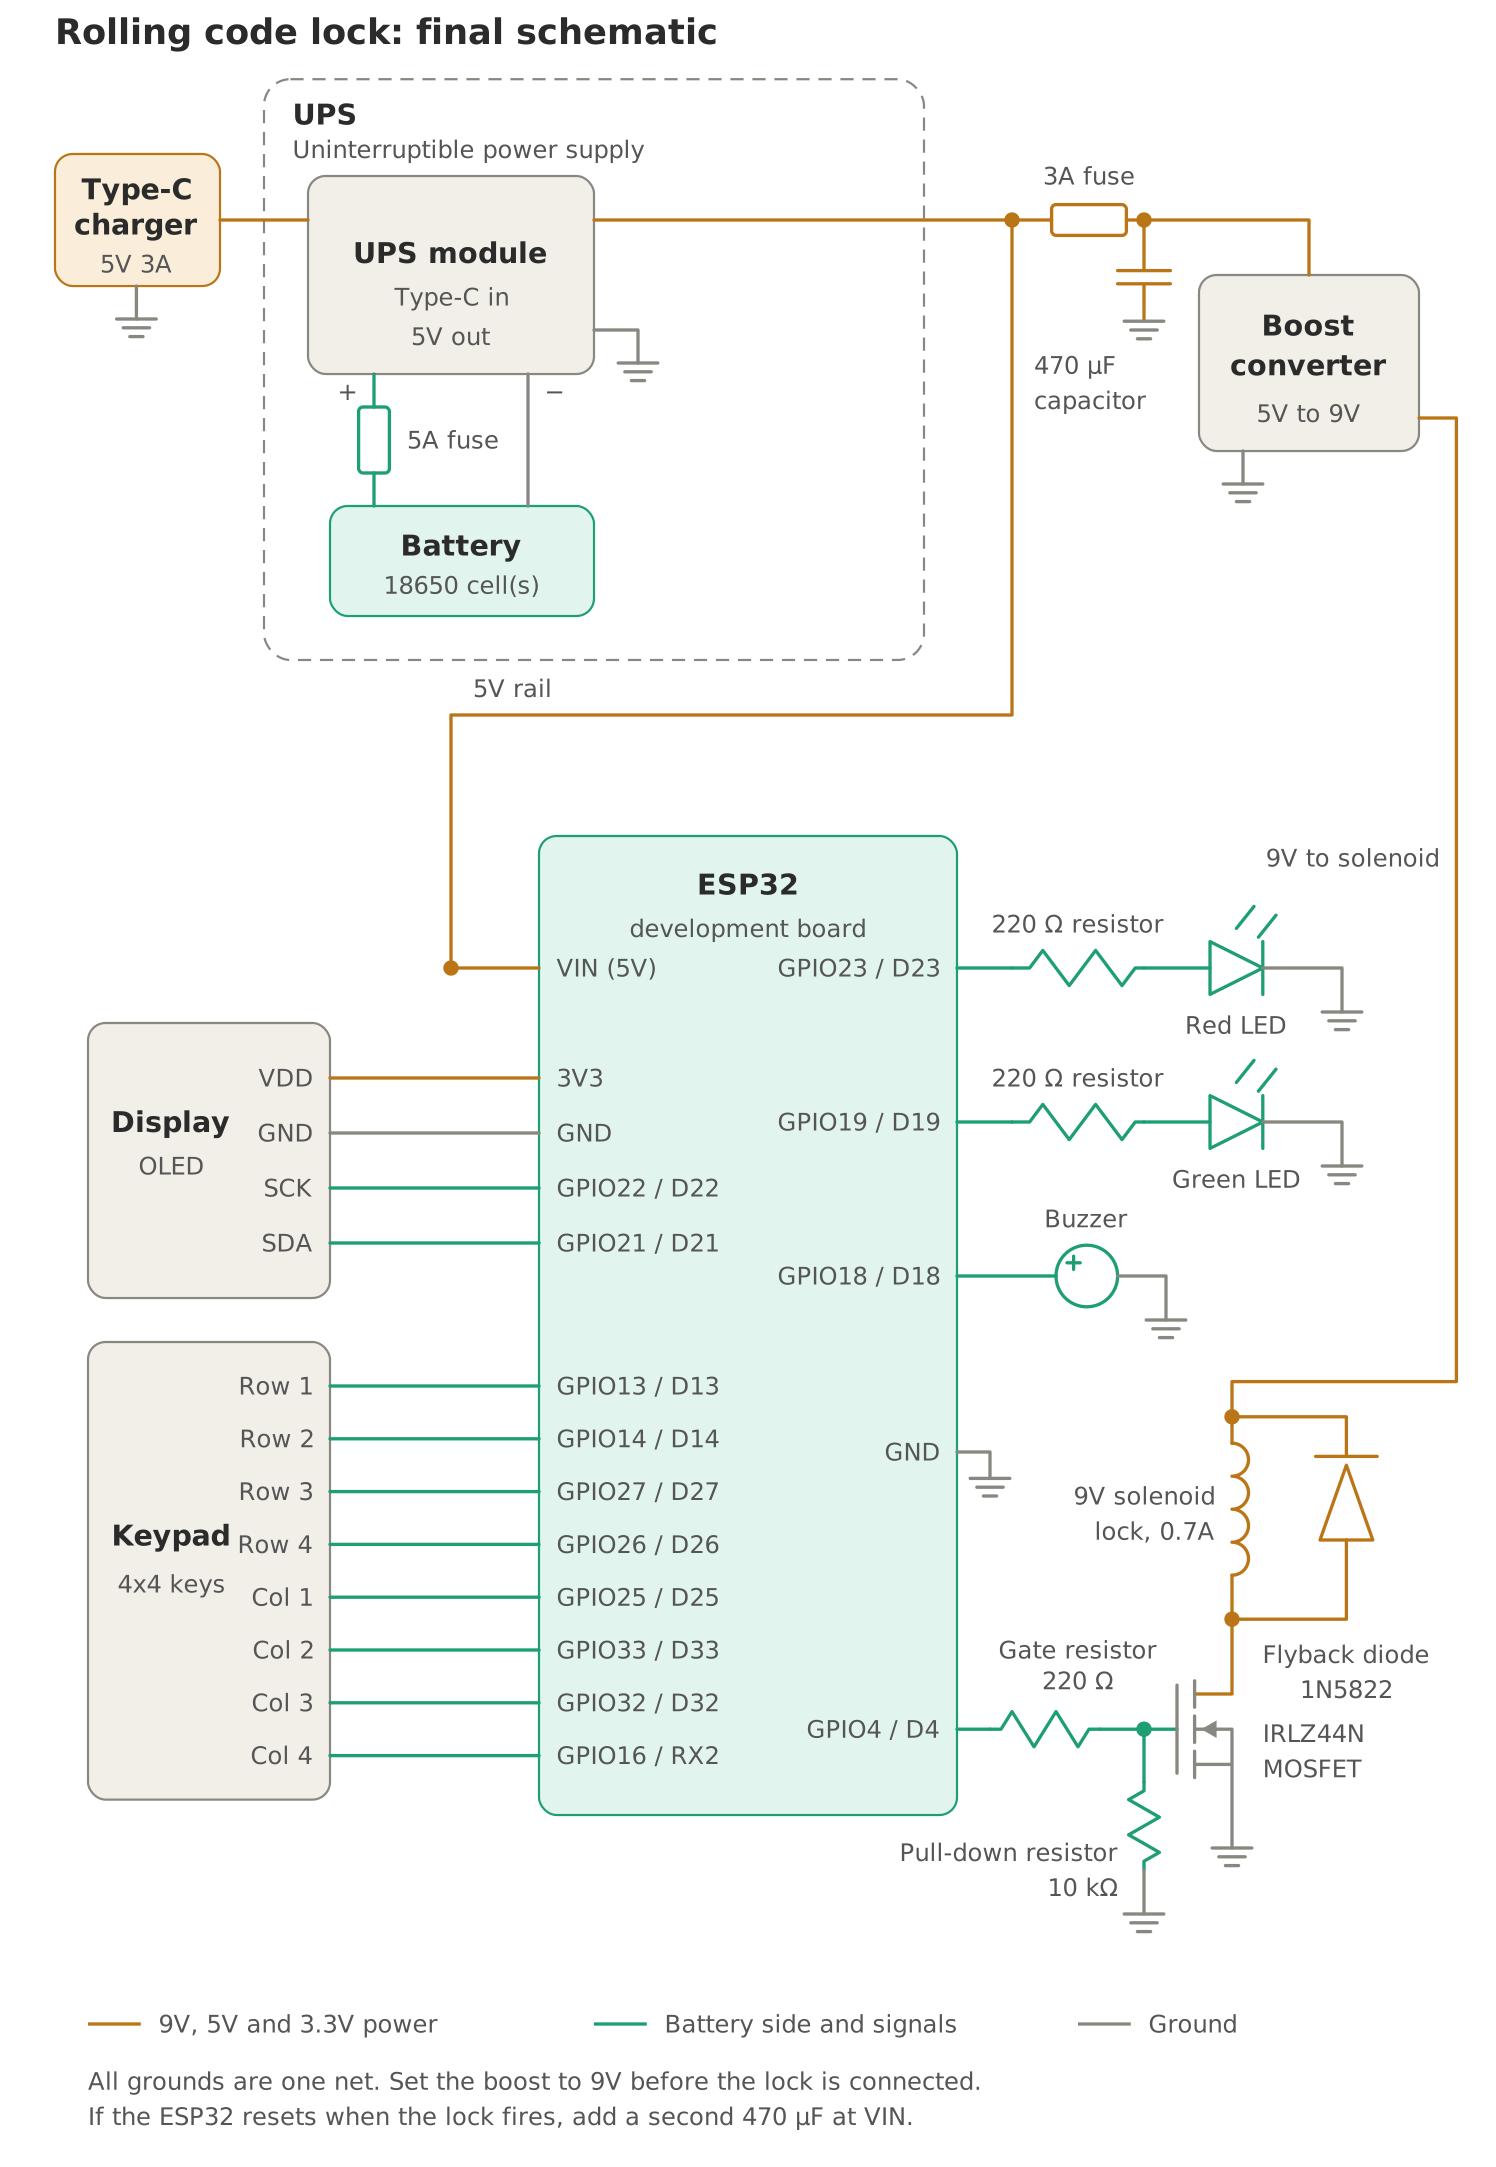 Rolling code lock: final schematic
UPS
Uninterruptible power supply
Type-C
charger
5V 3A
UPS module
Type-C in
5V out
3A fuse
470 µF
capacitor
Boost
converter
5V to 9V
+
−
5A fuse
Battery
18650 cell(s)
5V rail
9V to solenoid
ESP32
development board
VIN (5V)
3V3
GND
GPIO22 / D22
GPIO21 / D21
GPIO13 / D13
GPIO14 / D14
GPIO27 / D27
GPIO26 / D26
GPIO25 / D25
GPIO33 / D33
GPIO32 / D32
GPIO16 / RX2
GPIO23 / D23
GPIO19 / D19
GPIO18 / D18
GND
GPIO4 / D4
220 Ω resistor
Red LED
220 Ω resistor
Green LED
Buzzer
+
Display
OLED
VDD
GND
SCK
SDA
Keypad
4x4 keys
Row 1
Row 2
Row 3
Row 4
Col 1
Col 2
Col 3
Col 4
9V solenoid
lock, 0.7A
Flyback diode
1N5822
Gate resistor
220 Ω
IRLZ44N
MOSFET
Pull-down resistor
10 kΩ
9V, 5V and 3.3V power
Battery side and signals
Ground
All grounds are one net. Set the boost to 9V before the lock is connected.
If the ESP32 resets when the lock fires, add a second 470 µF at VIN.